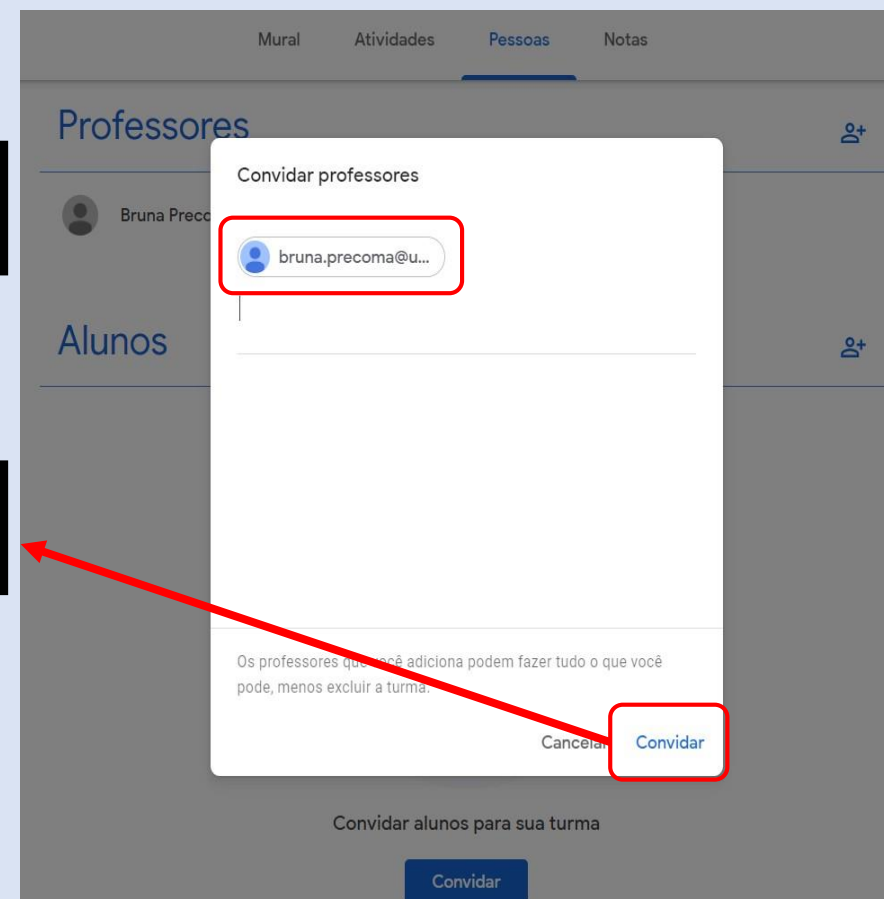 Mural Atividades Pessoas Notas
Professores
Convidar professores
Bruna Preco
bruna.precoma@u...
Alunos
Os professores que você adiciona podem fazer tudo o que você
pode, menos excluir a turma.
Cancelar Convidar
Convidar alunos para sua turma
Convidar